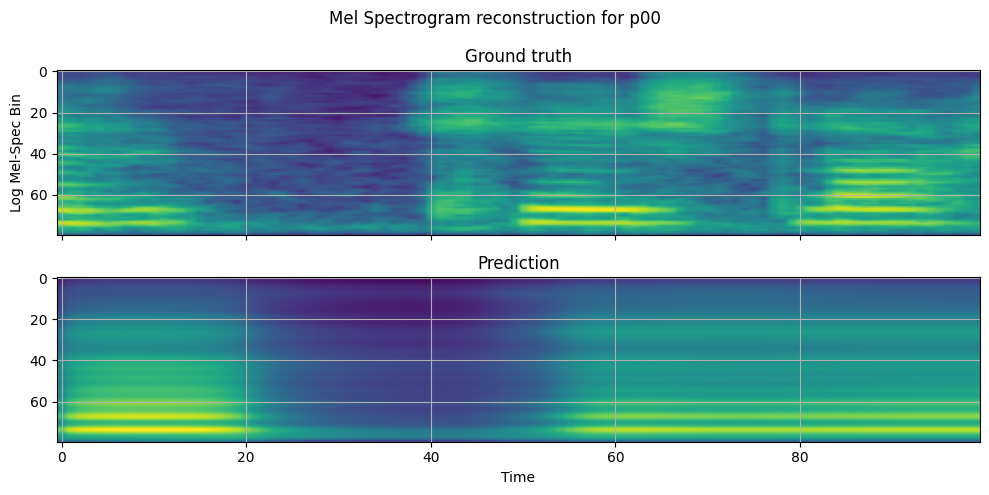 Mel Spectrogram reconstruction for p00
Ground truth
0
20
40
60
Log Mel-Spec Bin
Prediction
0
20
40
60
0 20 40 60 80
Time